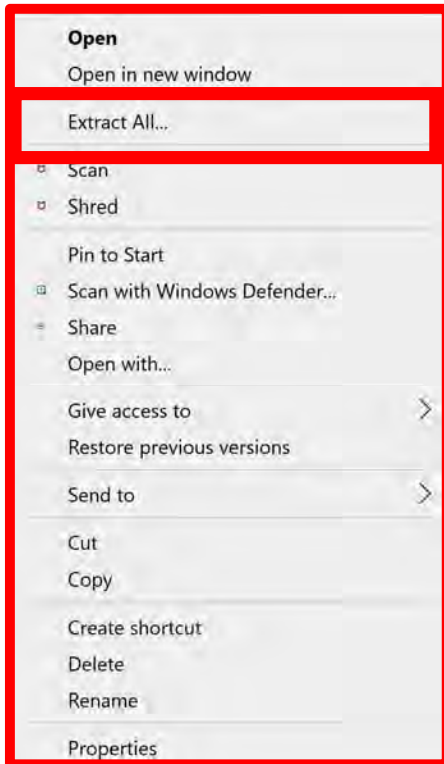 Open
Open in new window
Extract All...
Scan
Shred
Pin to Start
Scan with Windows Defender...
Share
Open with...
Give access to
Restore previous versions
Send to
Cut
Copy
Create shortcut
Delete
Rename
Properties